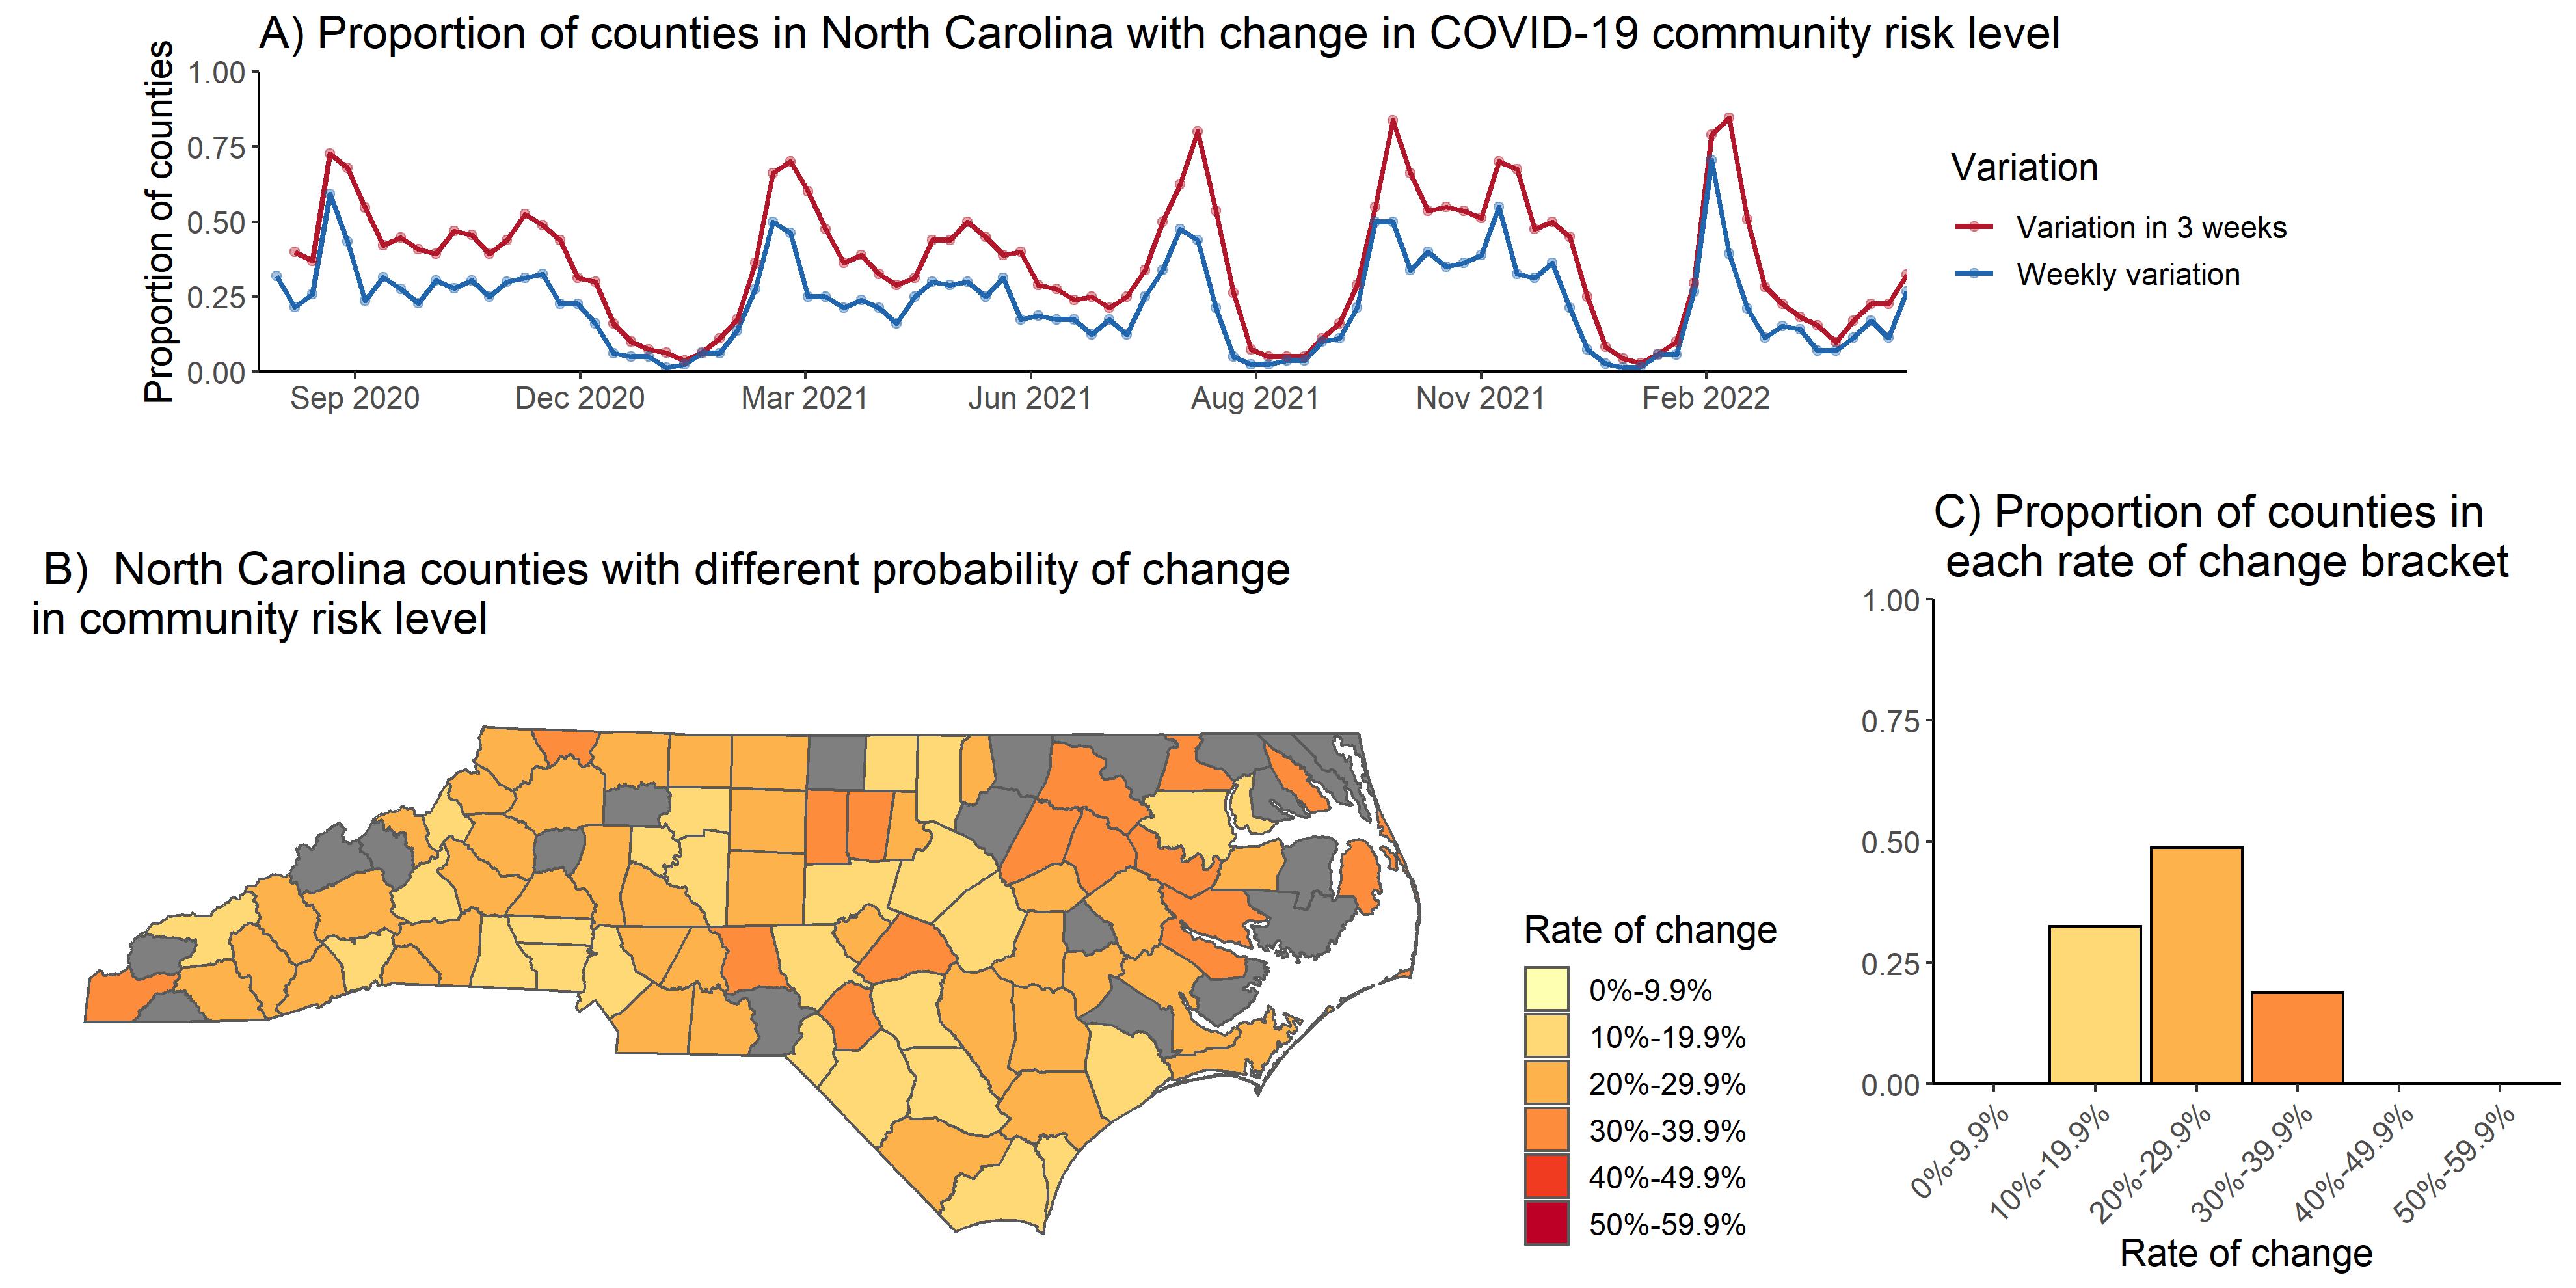 A) Proportion of counties in North Carolina with change in COVID-19 community risk level
Proportion of counties
1.00
0.75
0.50
0.25
0.00
Sep 2020
Dec 2020
Mar 2021
Jun 2021
Aug 2021
Nov 2021
Feb 2022
Variation
Variation in 3 weeks
Weekly variation
B) North Carolina counties with different probability of change
in community risk level
Rate of change
0%-9.9%
10%-19.9%
20%-29.9%
30%-39.9%
40%-49.9%
50%-59.9%
C) Proportion of counties in
each rate of change bracket
1.00
0.75
0.50
0.25
0.00
0%-9.9%
10%-19.9%
20%-29.9%
30%-39.9%
40%-49.9%
50%-59.9%
Rate of change